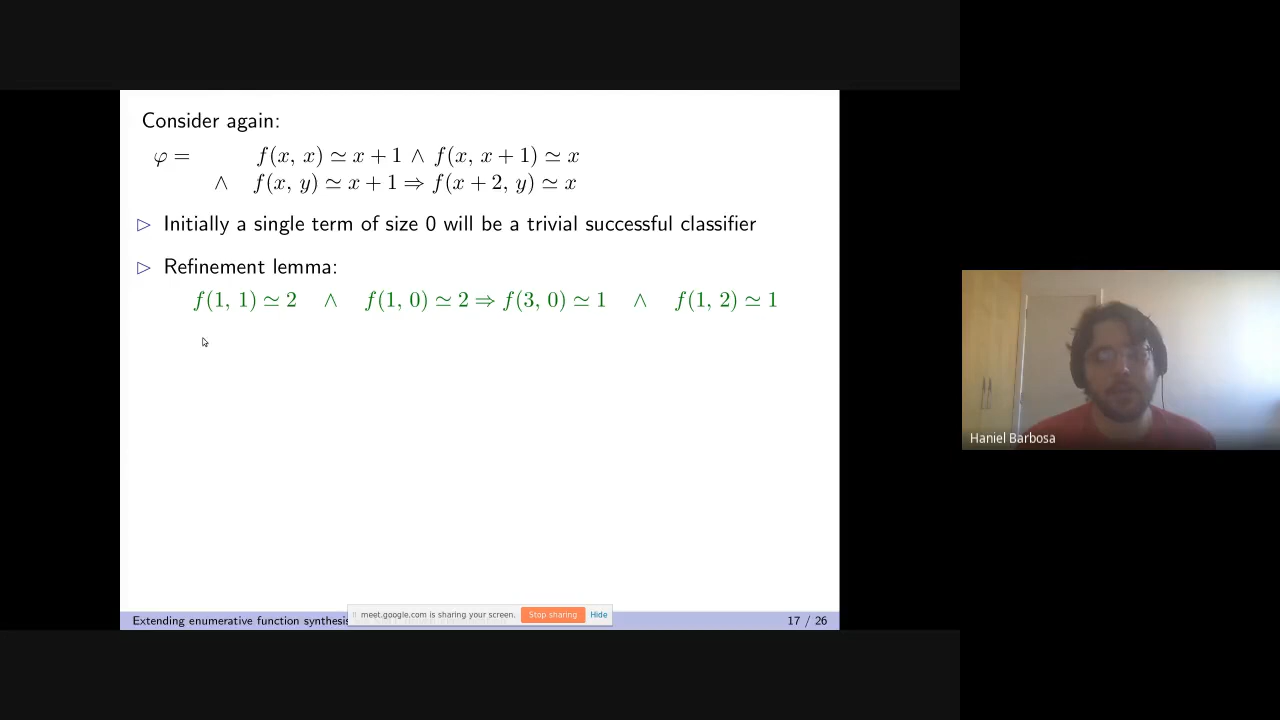 Consider again:
φ = f(x, x) ≃ x + 1 ∧ f(x, x + 1) ≃ x
∧ f(x, y) ≃ x + 1 ⇒ f(x + 2, y) ≃ x
▷ Initially a single term of size 0 will be a trivial successful classifier
▷ Refinement lemma:
f(1, 1) ≃ 2 ∧ f(1, 0) ≃ 2 ⇒ f(3, 0) ≃ 1 ∧ f(1, 2) ≃ 1
Haniel Barbosa
meet.google.com is sharing your screen. Stop sharing Hide
Extending enumerative function synthesis 17 / 26